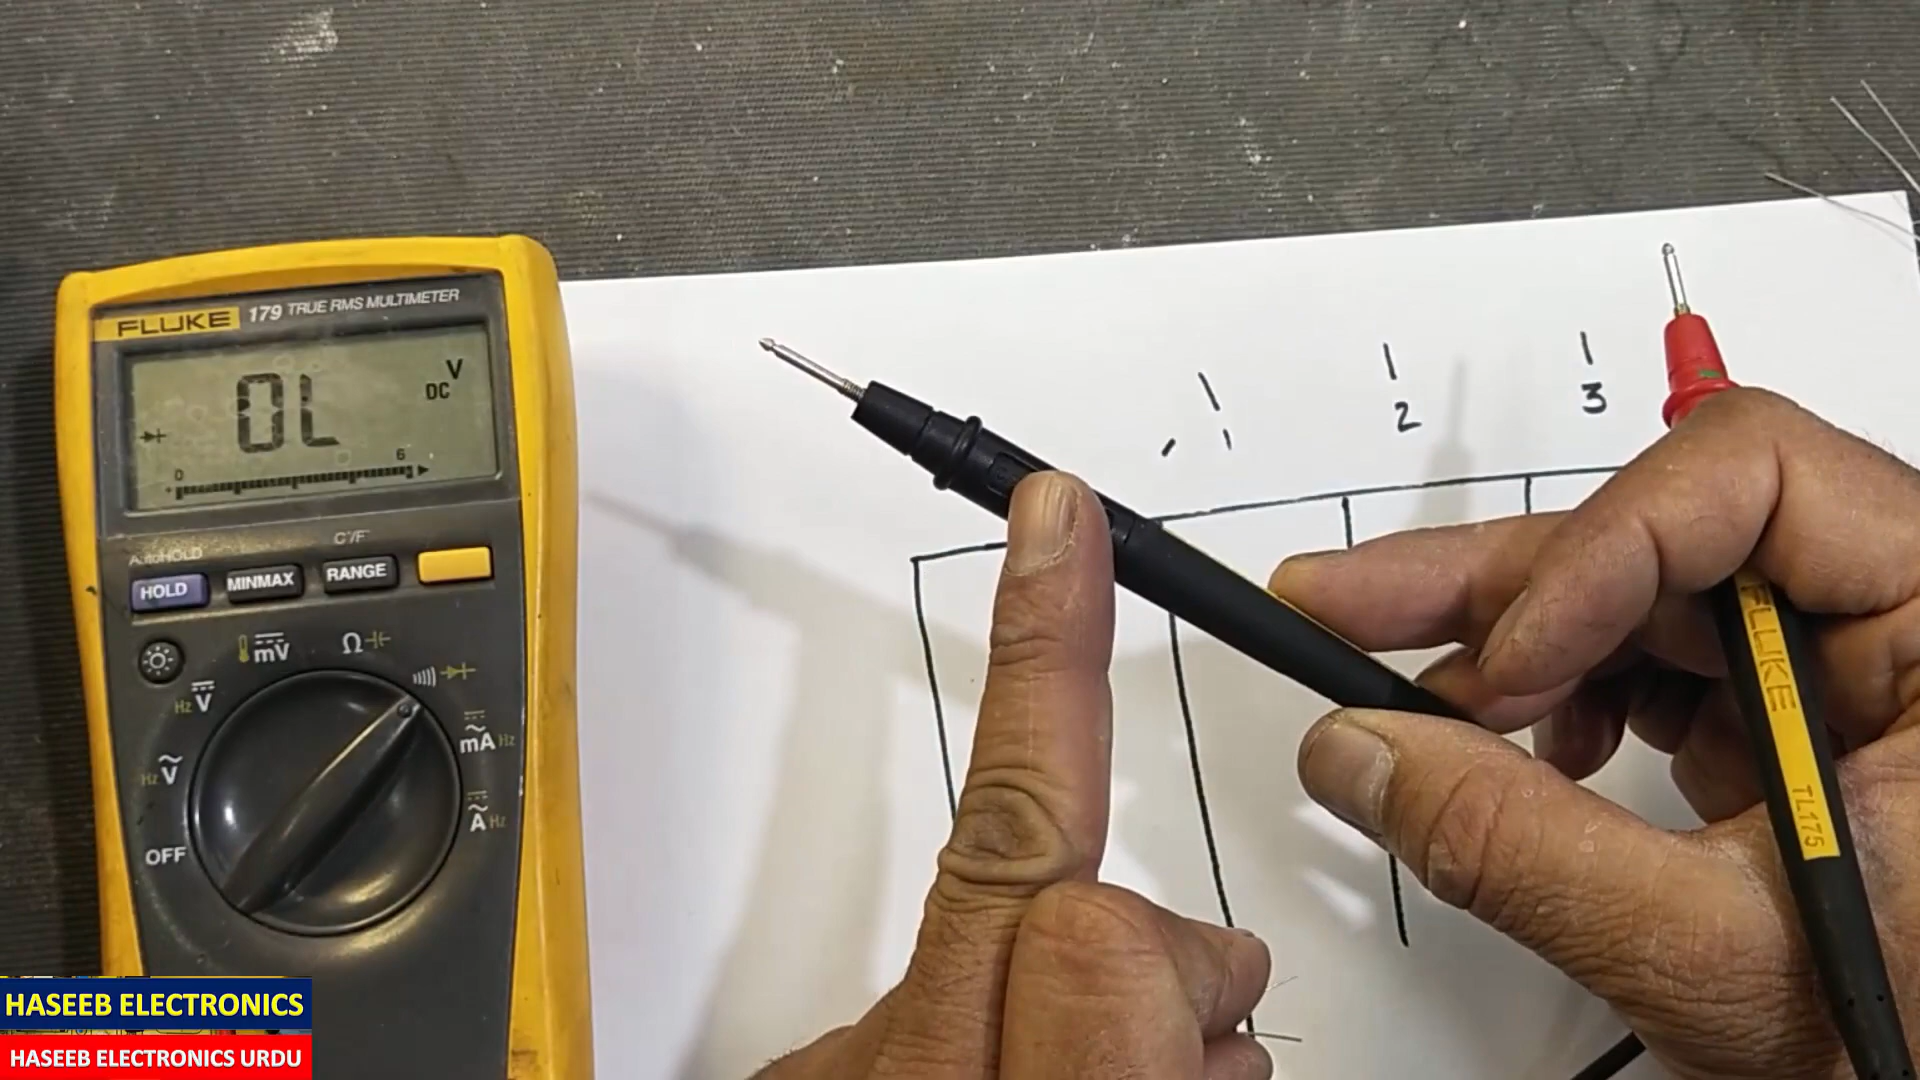 FLUKE 179 TRUE RMS MULTIMETER
V
DC
0L
0 6
+
C°/F°
AutoHOLD
HOLD MINMAX RANGE
mV Ω
Hz V
mA Hz
Hz V
A Hz
OFF
1 2 3
FLUKE
TL175
HASEEB ELECTRONICS
HASEEB ELECTRONICS URDU